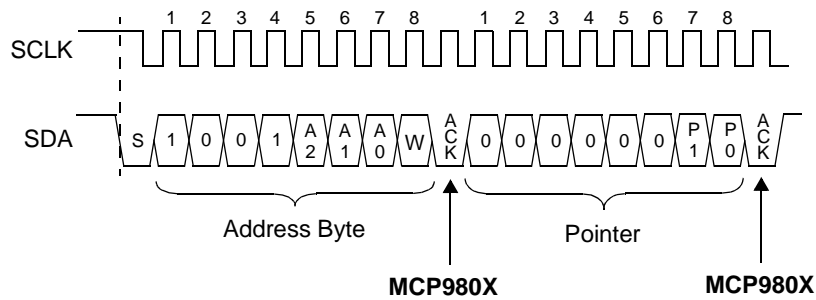 1 2 3 4 5 6 7 8 1 2 3 4 5 6 7 8
SCLK
SDA S 1 0 0 1 A2 A1 A0 W ACK 0 0 0 0 0 0 P1 P0 ACK
Address Byte Pointer
MCP980X MCP980X